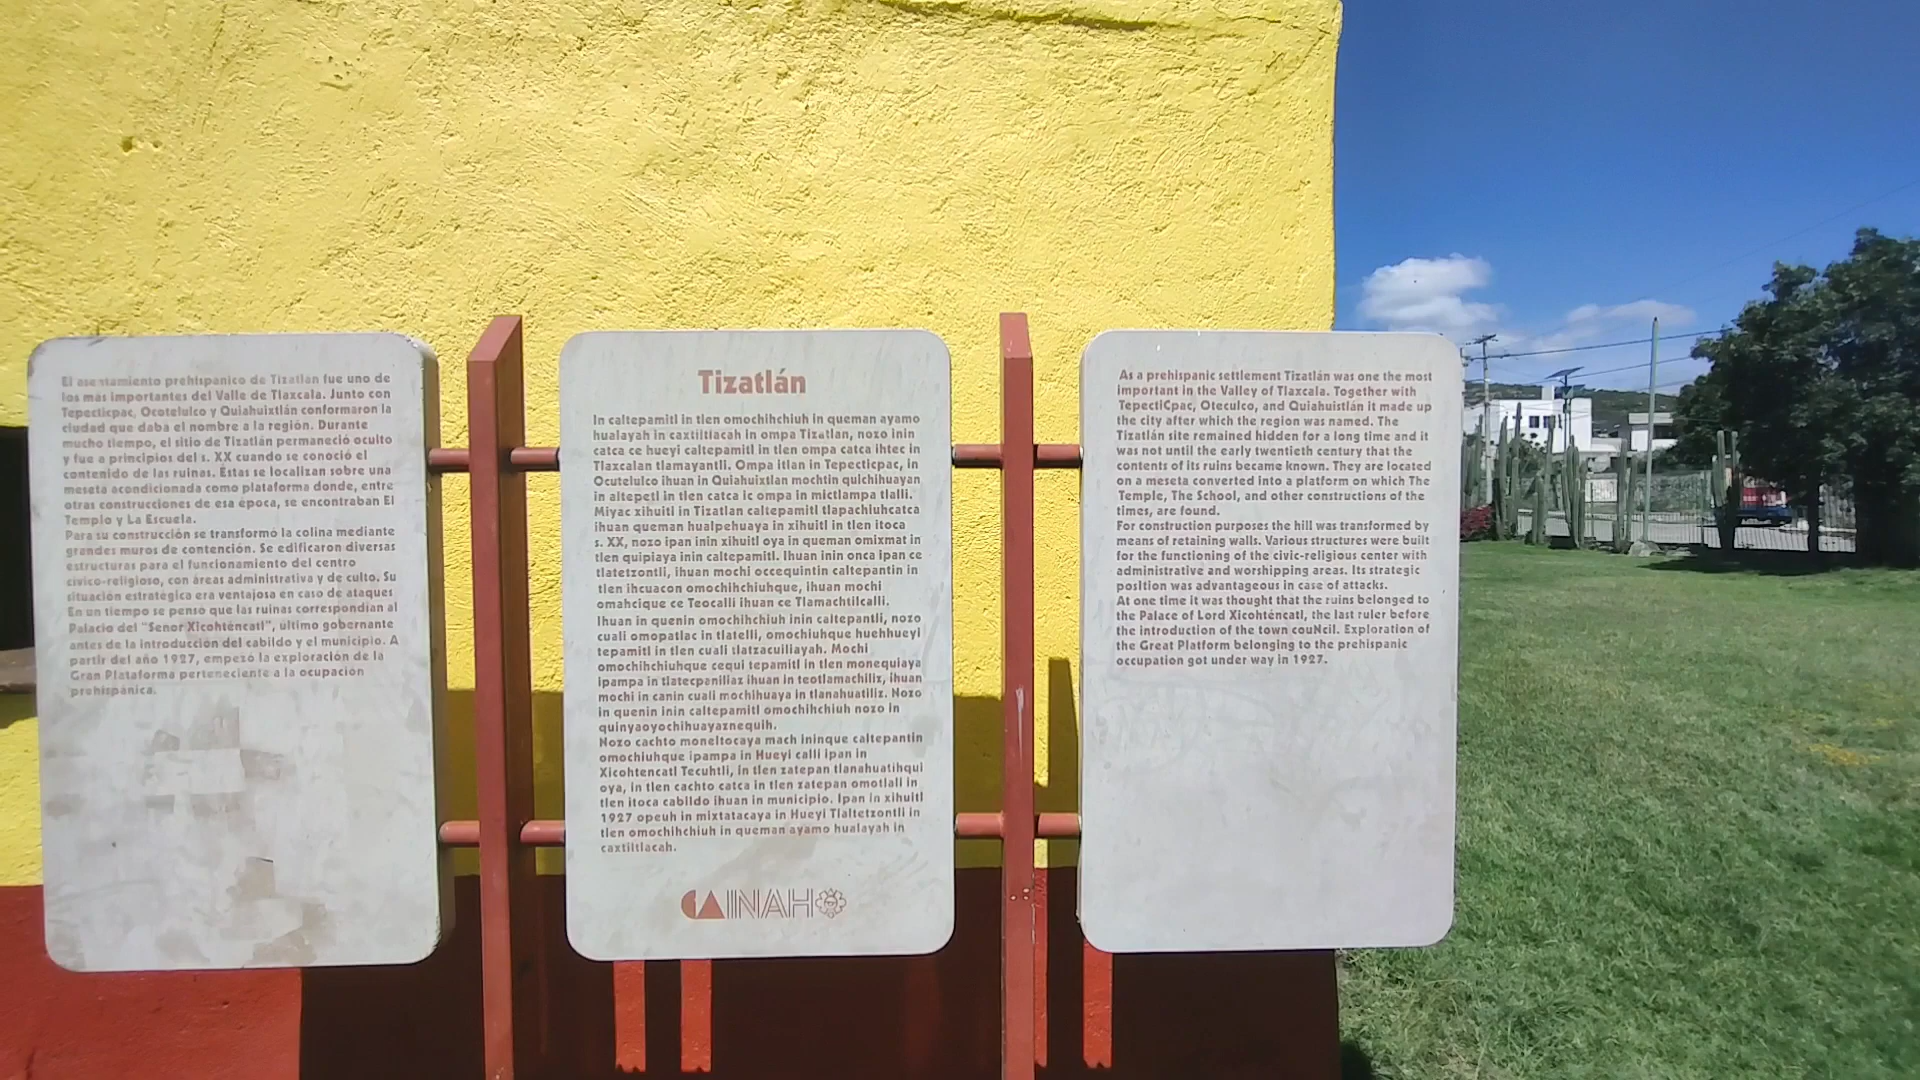 El asentamiento prehispanico de Tizatlán fue uno de
los mas importantes del Valle de Tlaxcala. Junto con
Tepecticpac, Ocotelulco y Quiahuixtlán conformaron la
ciudad que daba el nombre a la región. Durante
mucho tiempo, el sitio de Tizatlán permaneció oculto
y fue a principios del s. XX cuando se conoció el
contenido de las ruinas. Estas se localizan sobre una
meseta acondicionada como plataforma donde, entre
otras construcciones de esa época, se encontraban El
Templo y La Escuela.
Para su construcción se transformó la colina mediante
grandes muros de contención. Se edificaron diversas
estructuras para el funcionamiento del centro
cívico-religioso, con áreas administrativa y de culto. Su
situación estratégica era ventajosa en caso de ataques
En un tiempo se pensó que las ruinas correspondían al
Palacio del "Señor Xicohténcatl", último gobernante
antes de la introducción del cabildo y el municipio. A
partir del año 1927, empezó la exploración de la
Gran Plataforma perteneciente a la ocupación
prehispánica.
Tizatlán
In caltepamitl in tlen omochihchiuh in queman ayamo
hualayah in caxtiltlacah in ompa Tizatlan, nozo inin
catca ce hueyi caltepamitl in tlen ompa catca ihtec in
Tlaxcalan tlamayantli. Ompa itlan in Tepecticpac, in
Ocutelulco ihuan in Quiahuixtlan mochtin quichihuayan
in altepetl in tlen catca ic ompa in mictlampa tlalli.
Miyac xihuitl in Tizatlan caltepamitl tlapachiuhcatca
ihuan queman hualpehuaya in xihuitl in tlen itoca
s. XX, nozo ipan inin xihuitl oya in queman omixmat in
tlen quipiaya inin caltepamitl. Ihuan inin onca ipan ce
tlatetzontli, ihuan mochi occequintin caltepantin in
tlen ihcuacon omochihchiuhque, ihuan mochi
omahcique ce Teocalli ihuan ce Tlamachtilcalli.
Ihuan in quenin omochihchiuh inin caltepantli, nozo
cuali omopatlac in tlatelli, omochiuhque huehhueyi
tepamitl in tlen cuali tlatzacuiliayah. Mochi
omochihchiuhque cequi tepamitl in tlen monequiaya
ipampa in tlatecpaniliaz ihuan in teotlamachiliz, ihuan
mochi in canin cuali mochihuaya in tlanahuatiliz. Nozo
in quenin inin caltepamitl omochihchiuh nozo in
quinyaoyochihuayaznequih.
Nozo cachto moneltocaya mach ininque caltepantin
omochiuhque ipampa in Hueyi calli ipan in
Xicohtencatl Tecuhtli, in tlen zatepan tlanahuatihqui
oya, in tlen cachto catca in tlen zatepan omotlali in
tlen itoca cabildo ihuan in municipio. Ipan in xihuitl
1927 opeuh in mixtatacaya in Hueyi Tlaltetzontli in
tlen omochihchiuh in queman ayamo hualayah in
caxtiltlacah.
INAH
As a prehispanic settlement Tizatlán was one the most
important in the Valley of Tlaxcala. Together with
TepectiCpac, Oteculco, and Quiahuistlán it made up
the city after which the region was named. The
Tizatlán site remained hidden for a long time and it
was not until the early twentieth century that the
contents of its ruins became known. They are located
on a meseta converted into a platform on which The
Temple, The School, and other constructions of the
times, are found.
For construction purposes the hill was transformed by
means of retaining walls. Various structures were built
for the functioning of the civic-religious center with
administrative and worshipping areas. Its strategic
position was advantageous in case of attacks.
At one time it was thought that the ruins belonged to
the Palace of Lord Xicohténcatl, the last ruler before
the introduction of the town couNcil. Exploration of
the Great Platform belonging to the prehispanic
occupation got under way in 1927.